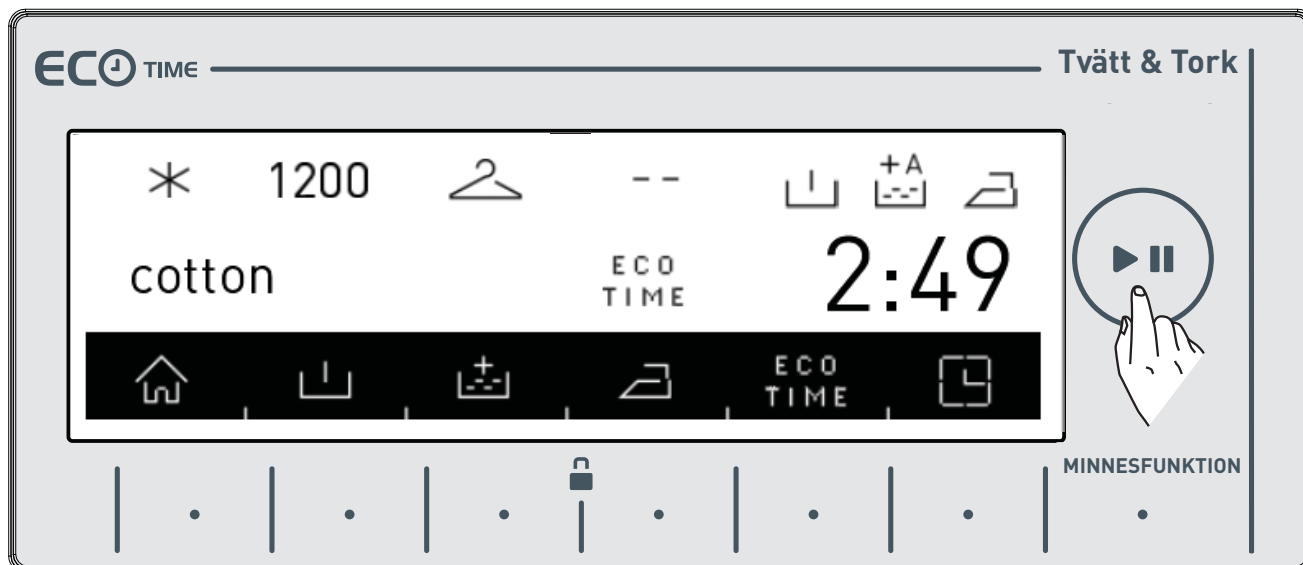 ECO TIME
Tvätt & Tork
1200
--
+A
cotton
ECO
TIME
2:49
+
ECO
TIME
MINNESFUNKTION